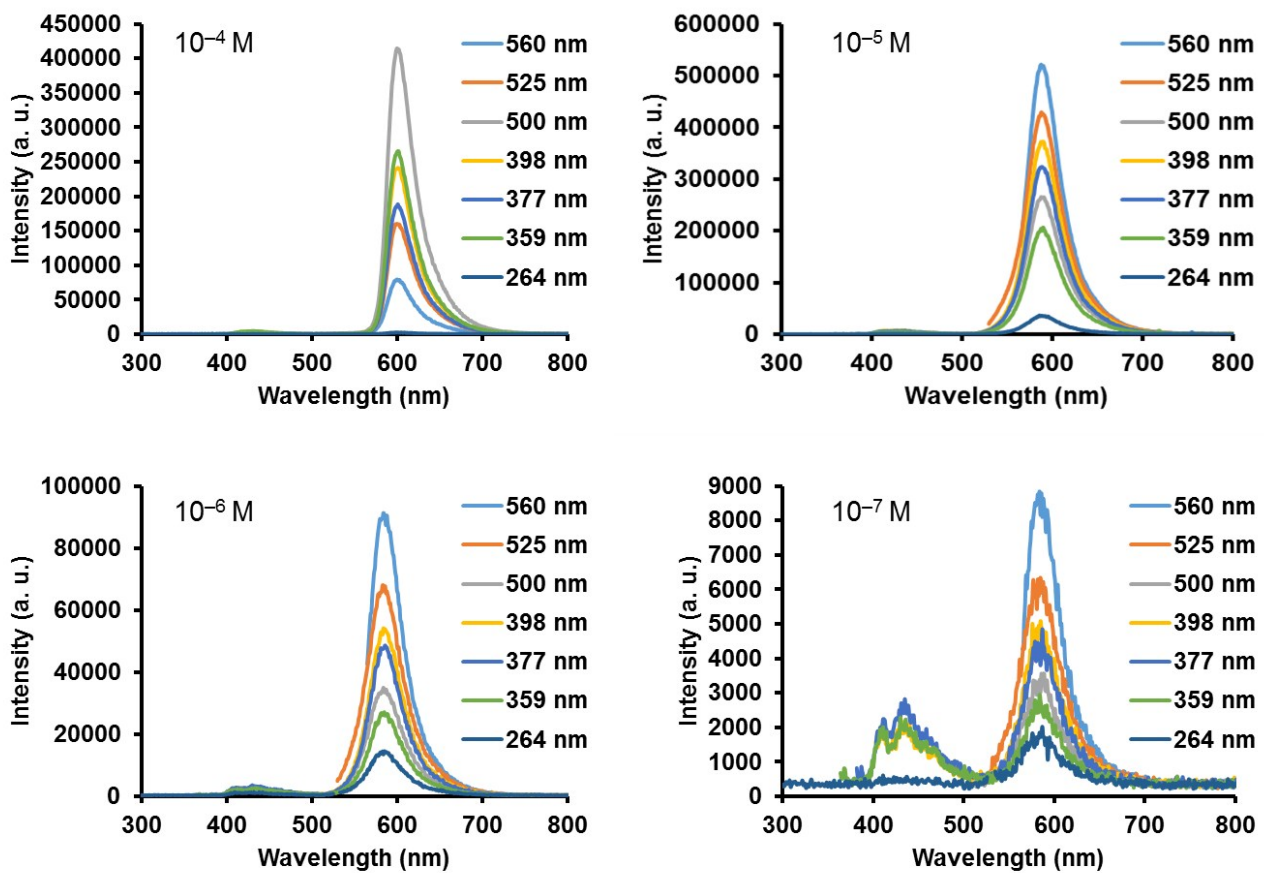 10⁻⁴ M
Intensity (a. u.)
450000
400000
350000
300000
250000
200000
150000
100000
50000
0
560 nm
525 nm
500 nm
398 nm
377 nm
359 nm
264 nm
300 400 500 600 700 800
Wavelength (nm)
10⁻⁵ M
Intensity (a. u.)
600000
500000
400000
300000
200000
100000
0
560 nm
525 nm
500 nm
398 nm
377 nm
359 nm
264 nm
300 400 500 600 700 800
Wavelength (nm)
10⁻⁶ M
Intensity (a. u.)
100000
80000
60000
40000
20000
0
560 nm
525 nm
500 nm
398 nm
377 nm
359 nm
264 nm
300 400 500 600 700 800
Wavelength (nm)
10⁻⁷ M
Intensity (a. u.)
9000
8000
7000
6000
5000
4000
3000
2000
1000
0
560 nm
525 nm
500 nm
398 nm
377 nm
359 nm
264 nm
300 400 500 600 700 800
Wavelength (nm)